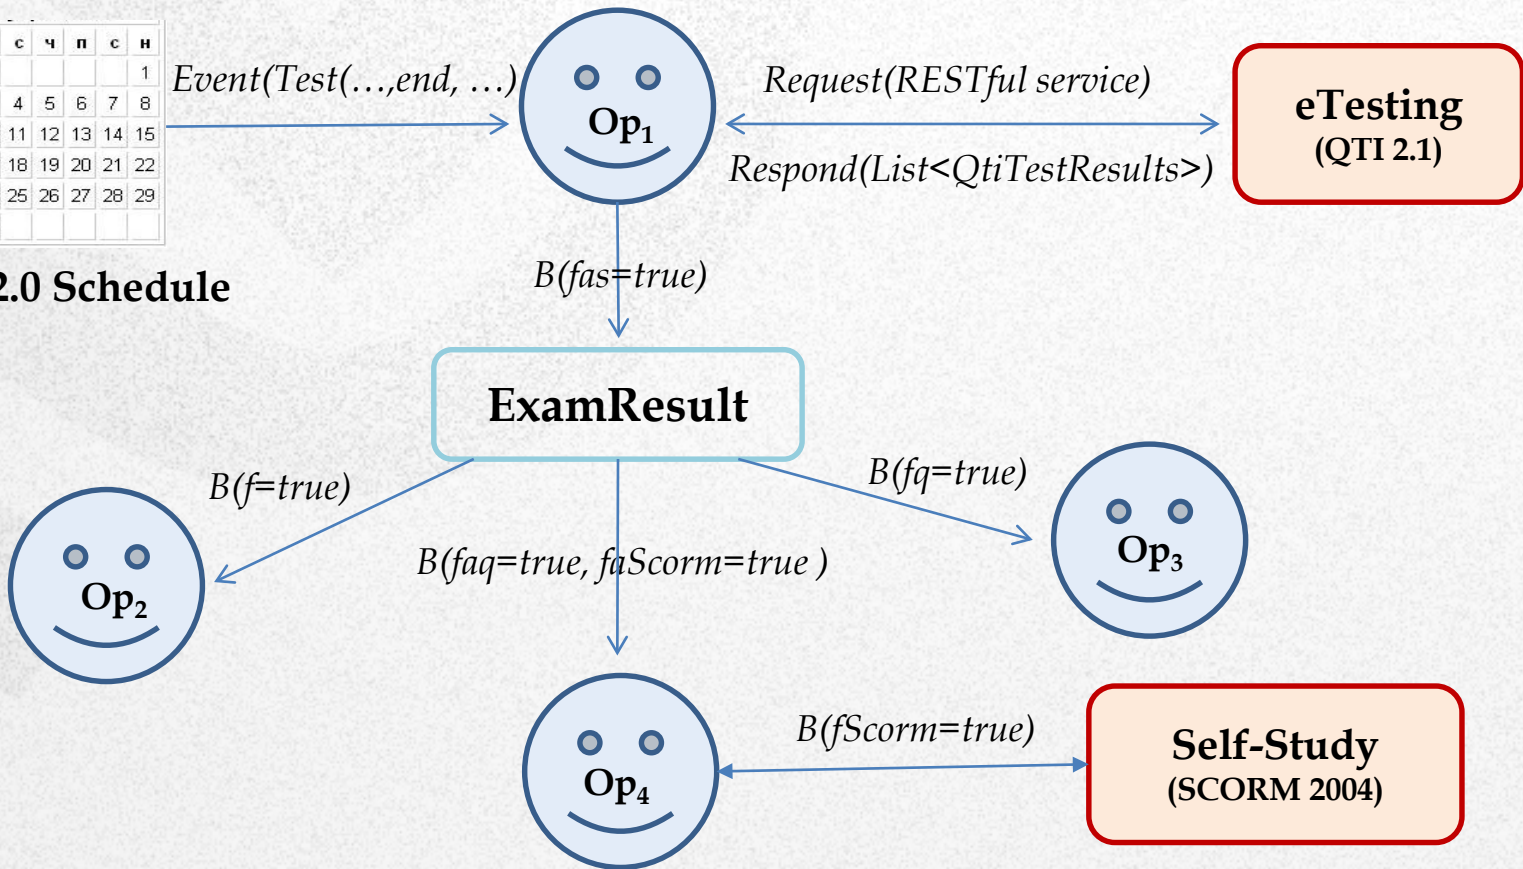 с ч п с н
1
4 5 6 7 8
11 12 13 14 15
18 19 20 21 22
25 26 27 28 29
2.0 Schedule
Event(Test(…,end, …)
Op₁
Request(RESTful service)
Respond(List<QtiTestResults>)
eTesting
(QTI 2.1)
B(fas=true)
ExamResult
B(f=true)
B(fq=true)
B(faq=true, faScorm=true )
Op₂
Op₃
Op₄
B(fScorm=true)
Self-Study
(SCORM 2004)